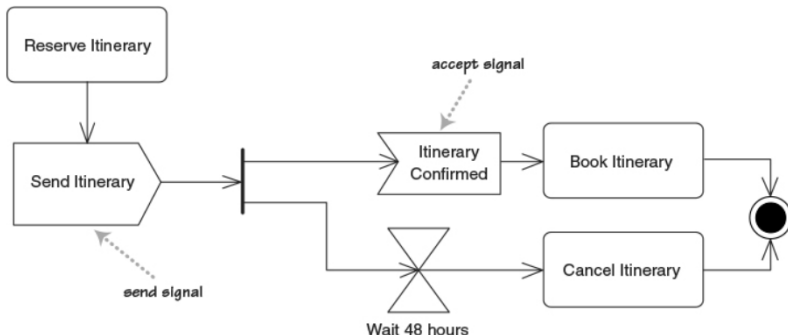 Reserve Itinerary
accept signal
Itinerary
Confirmed
Send Itinerary
Book Itinerary
send signal
Cancel Itinerary
Wait 48 hours